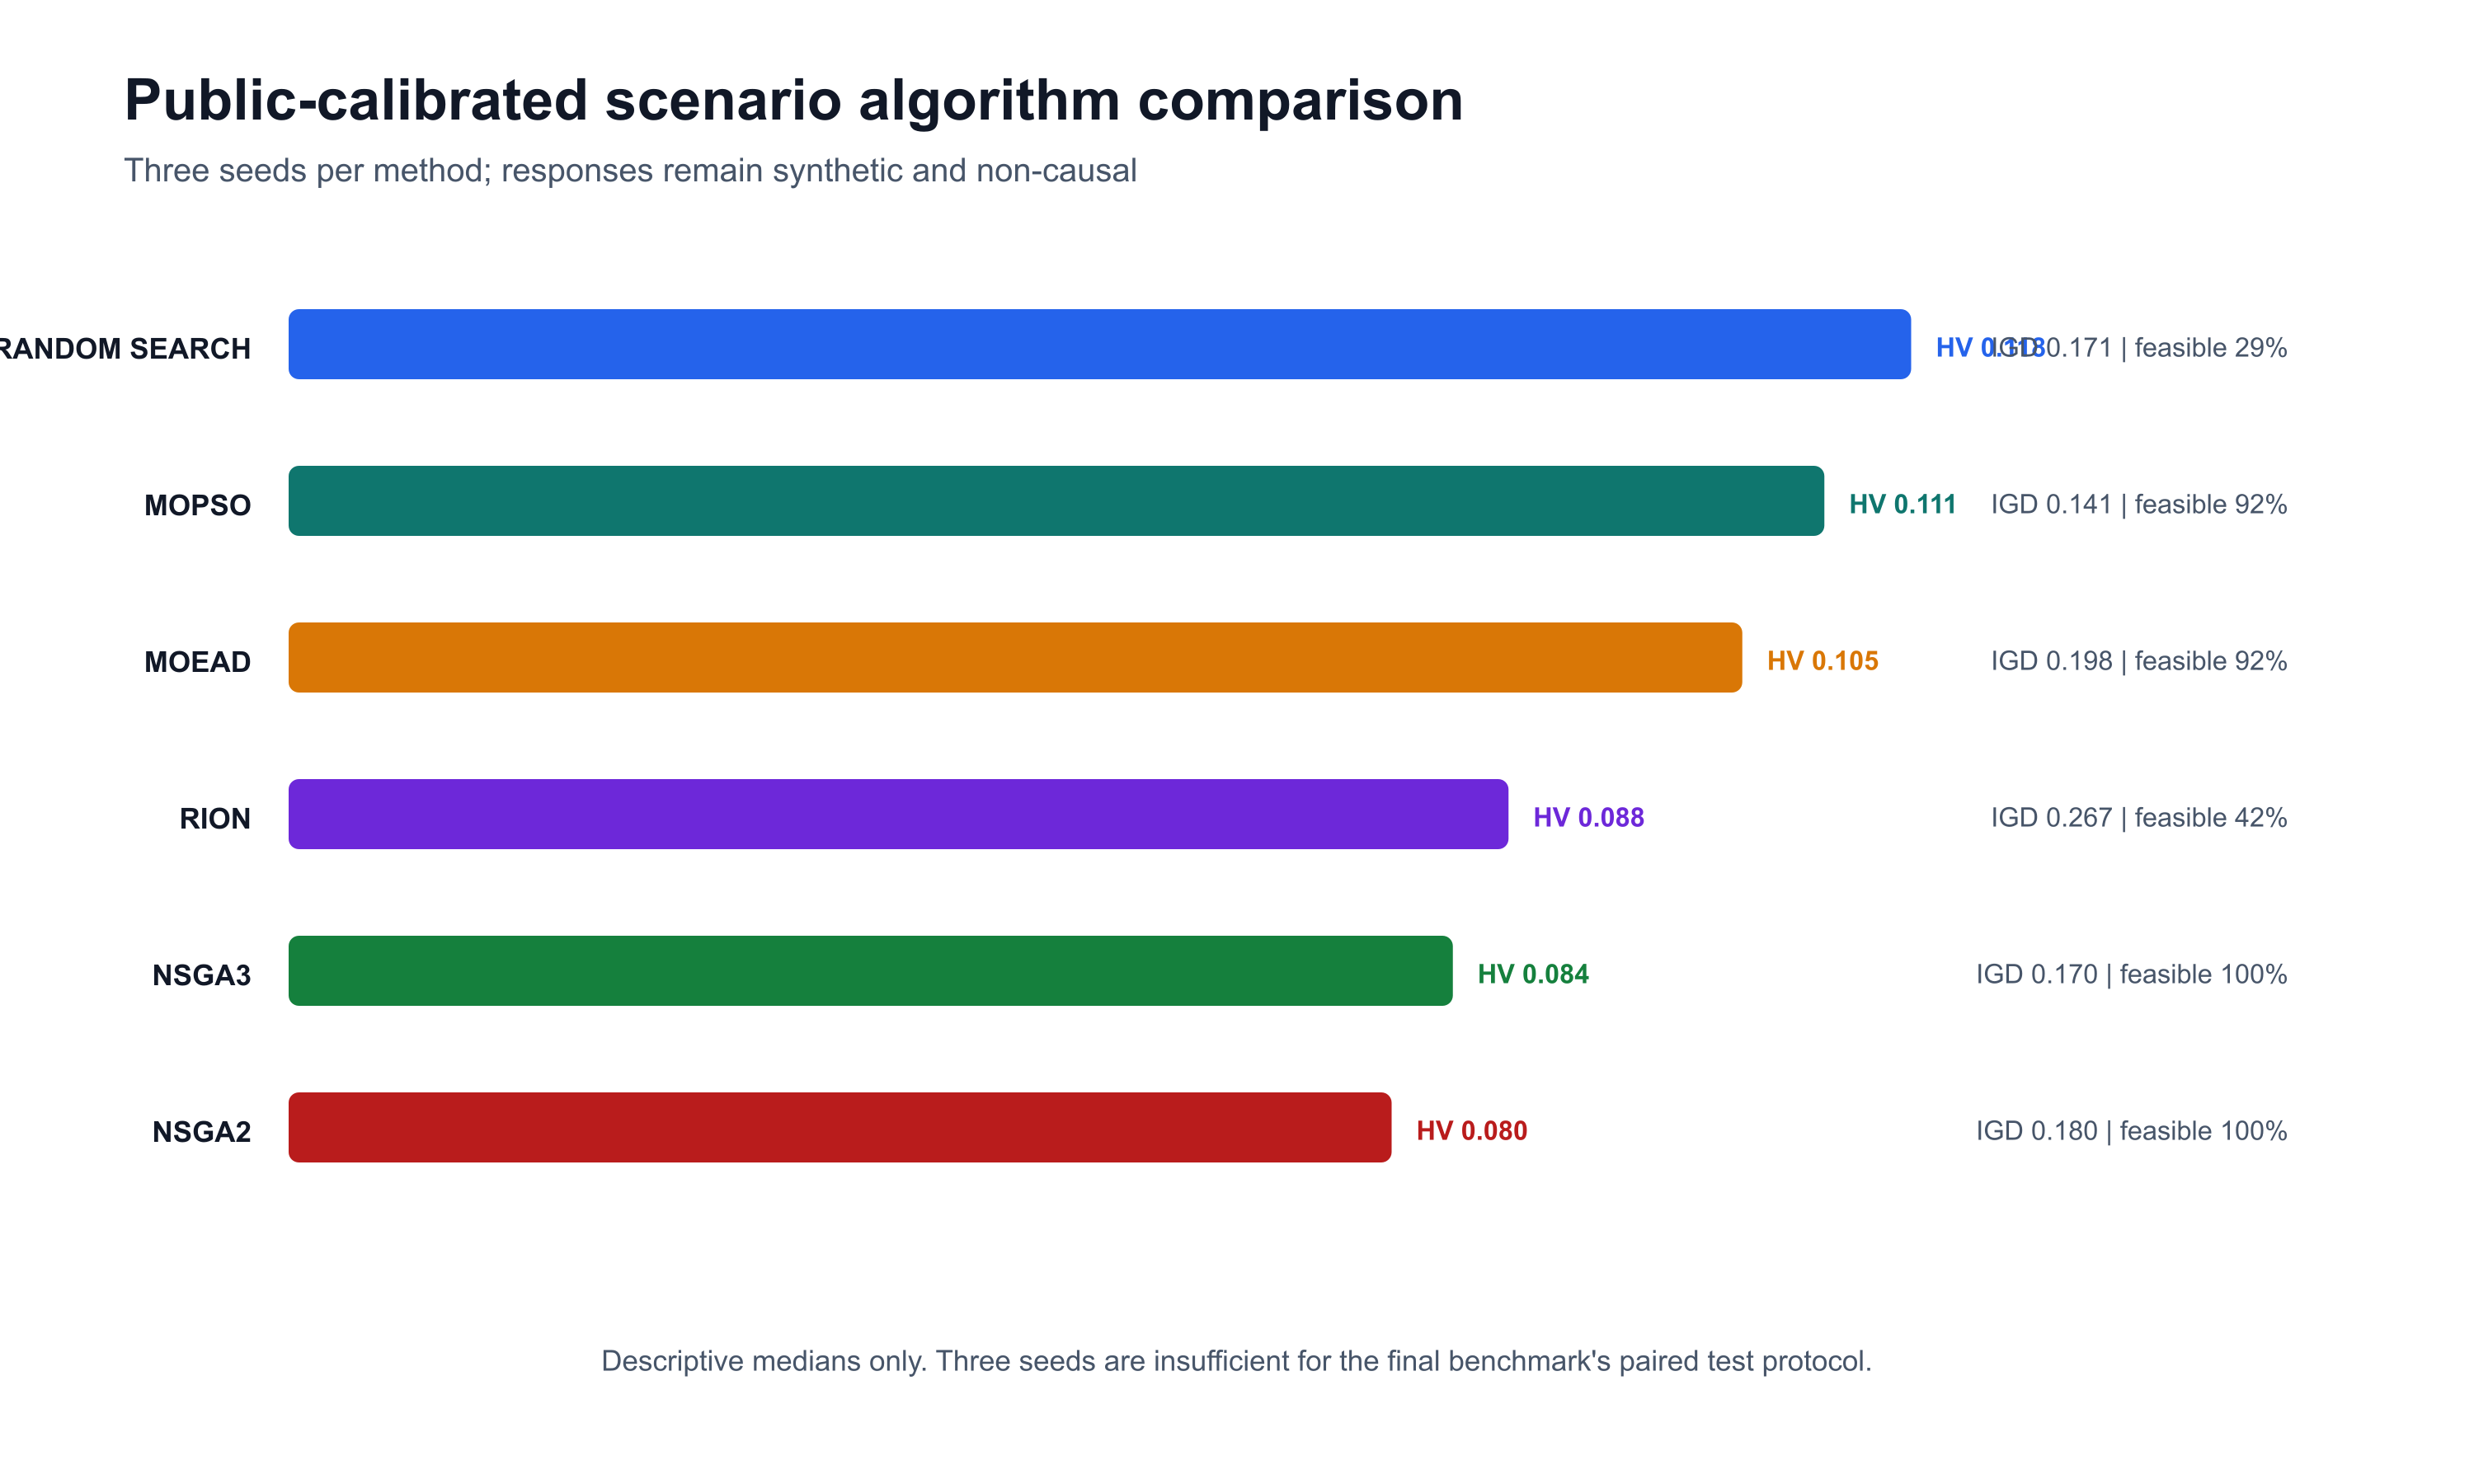 Public-calibrated scenario algorithm comparison
Three seeds per method; responses remain synthetic and non-causal
RANDOM SEARCH HV 0.118 IGD 0.171 | feasible 29%
MOPSO HV 0.111 IGD 0.141 | feasible 92%
MOEAD HV 0.105 IGD 0.198 | feasible 92%
RION HV 0.088 IGD 0.267 | feasible 42%
NSGA3 HV 0.084 IGD 0.170 | feasible 100%
NSGA2 HV 0.080 IGD 0.180 | feasible 100%
Descriptive medians only. Three seeds are insufficient for the final benchmark's paired test protocol.